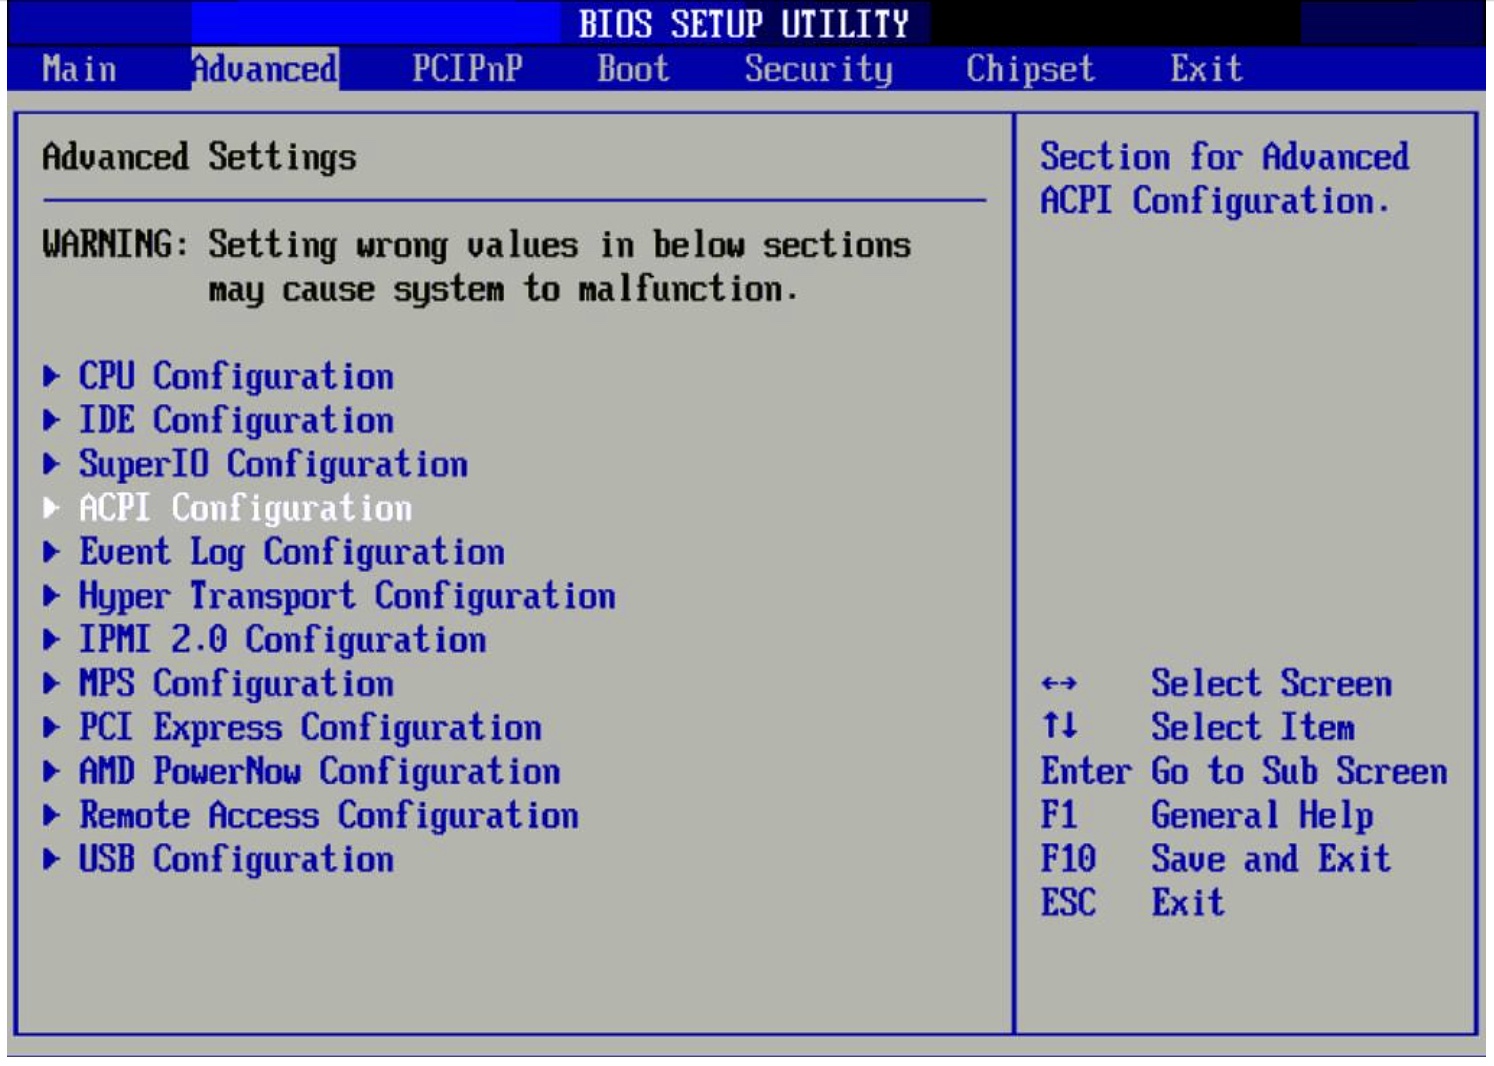 BIOS SETUP UTILITY
Main Advanced PCIPnP Boot Security Chipset Exit
Advanced Settings
WARNING: Setting wrong values in below sections
may cause system to malfunction.
▶ CPU Configuration
▶ IDE Configuration
▶ SuperIO Configuration
▶ ACPI Configuration
▶ Event Log Configuration
▶ Hyper Transport Configuration
▶ IPMI 2.0 Configuration
▶ MPS Configuration
▶ PCI Express Configuration
▶ AMD PowerNow Configuration
▶ Remote Access Configuration
▶ USB Configuration
Section for Advanced
ACPI Configuration.
←→ Select Screen
↑↓ Select Item
Enter Go to Sub Screen
F1 General Help
F10 Save and Exit
ESC Exit